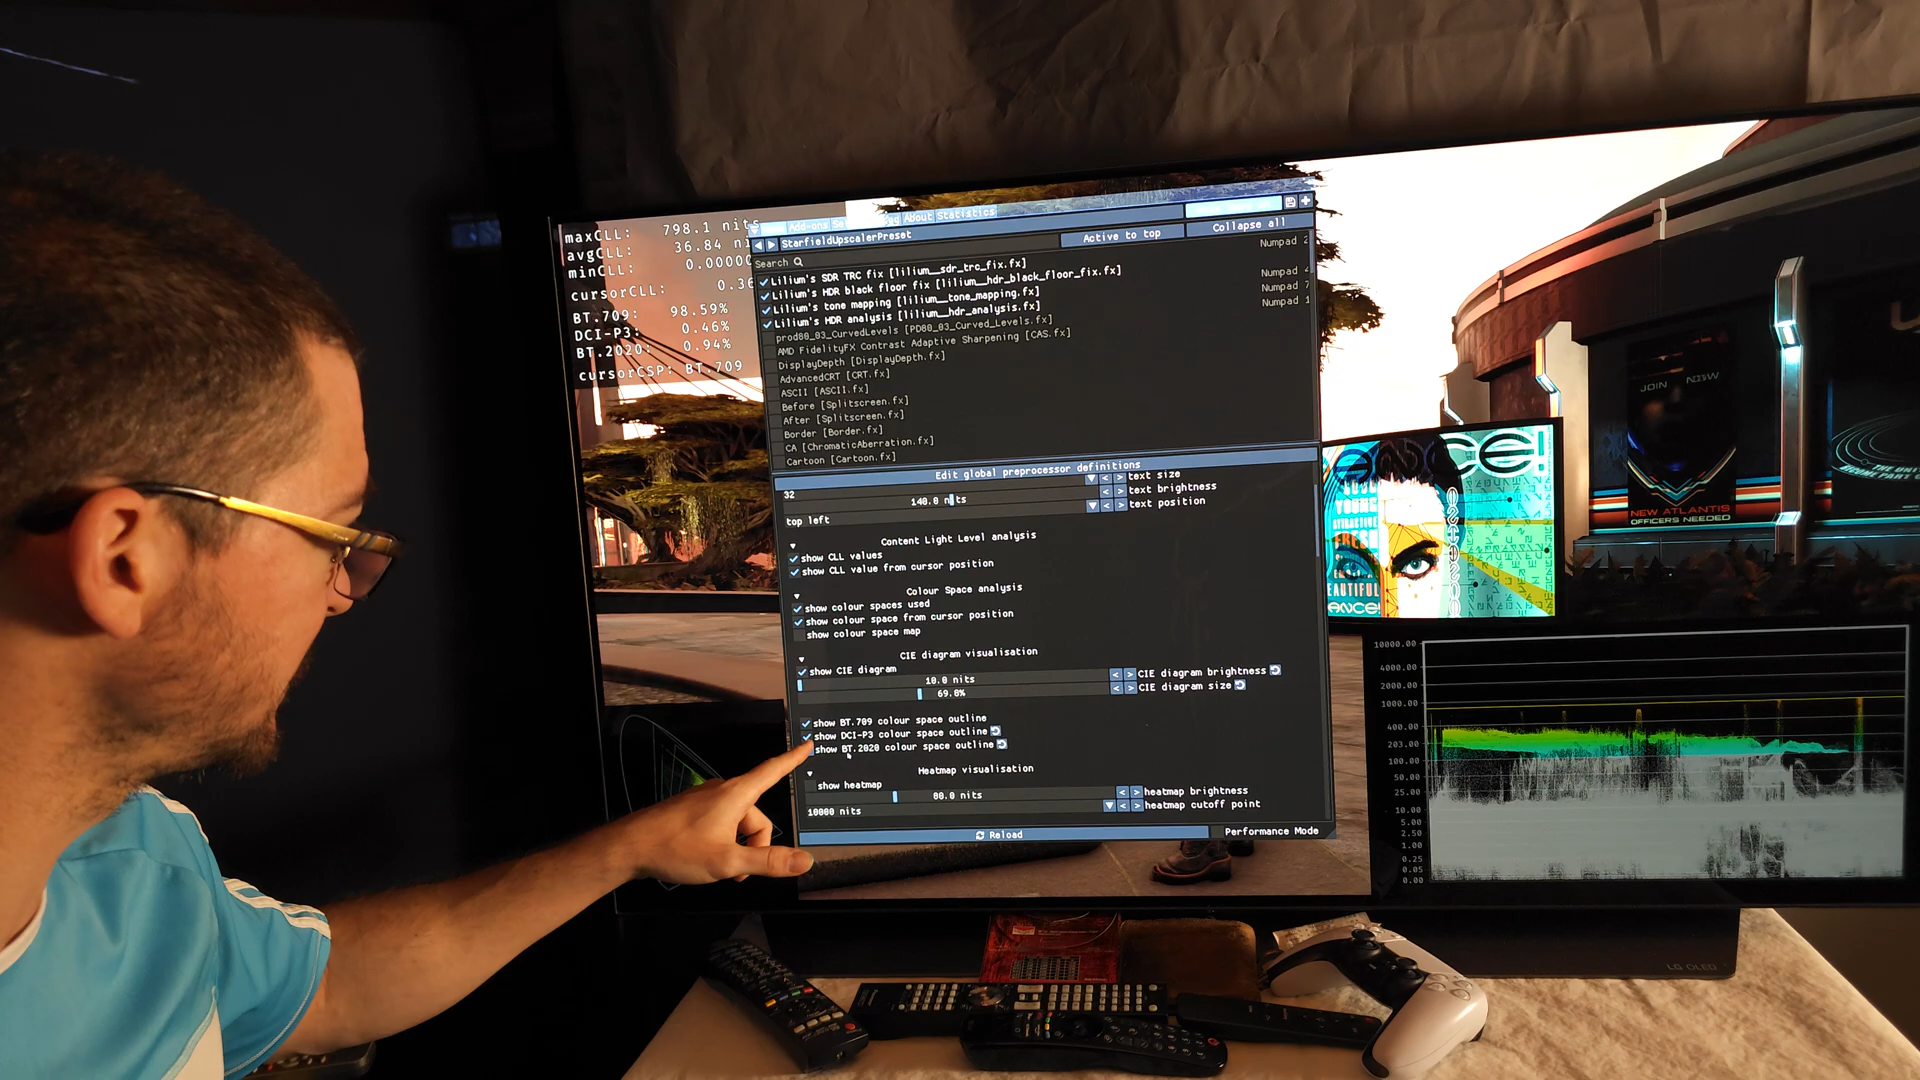 maxCLL: 798.1 nits
avgCLL: 36.84
minCLL: 0.00000
cursorCLL: 0.36
BT.709: 98.59%
DCI-P3: 0.46%
BT.2020: 0.94%
cursorCSP: BT.709
Add-ons
About Statistics
StarfieldUpscalerPreset
Active to top
Collapse all
Search
Lilium's SDR TRC fix [lilium__sdr_trc_fix.fx]
Numpad 2
Lilium's HDR black floor fix [lilium__hdr_black_floor_fix.fx]
Numpad
Lilium's tone mapping [lilium__tone_mapping.fx]
Numpad 7
Lilium's HDR analysis [lilium__hdr_analysis.fx]
Numpad 1
prod80_03_CurvedLevels [PD80_03_Curved_Levels.fx]
AMD FidelityFX Contrast Adaptive Sharpening [CAS.fx]
DisplayDepth [DisplayDepth.fx]
AdvancedCRT [CRT.fx]
ASCII [ASCII.fx]
Before [Splitscreen.fx]
After [Splitscreen.fx]
Border [Border.fx]
CA [ChromaticAberration.fx]
Cartoon [Cartoon.fx]
Edit global preprocessor definitions
32
text size
140.0 nits
text brightness
top left
text position
Content Light Level analysis
show CLL values
show CLL value from cursor position
Colour Space analysis
show colour spaces used
show colour space from cursor position
show colour space map
CIE diagram visualisation
show CIE diagram
10.0 nits
CIE diagram brightness
69.0%
CIE diagram size
show BT.709 colour space outline
show DCI-P3 colour space outline
show BT.2020 colour space outline
Heatmap visualisation
show heatmap
80.0 nits
heatmap brightness
10000 nits
heatmap cutoff point
Reload
Performance Mode
JOIN NOW
NEW ATLANTIS
OFFICERS NEEDED
10000.00
4000.00
2000.00
1000.00
400.00
203.00
100.00
50.00
25.00
10.00
5.00
2.50
1.00
0.25
0.05
0.00
LG OLED